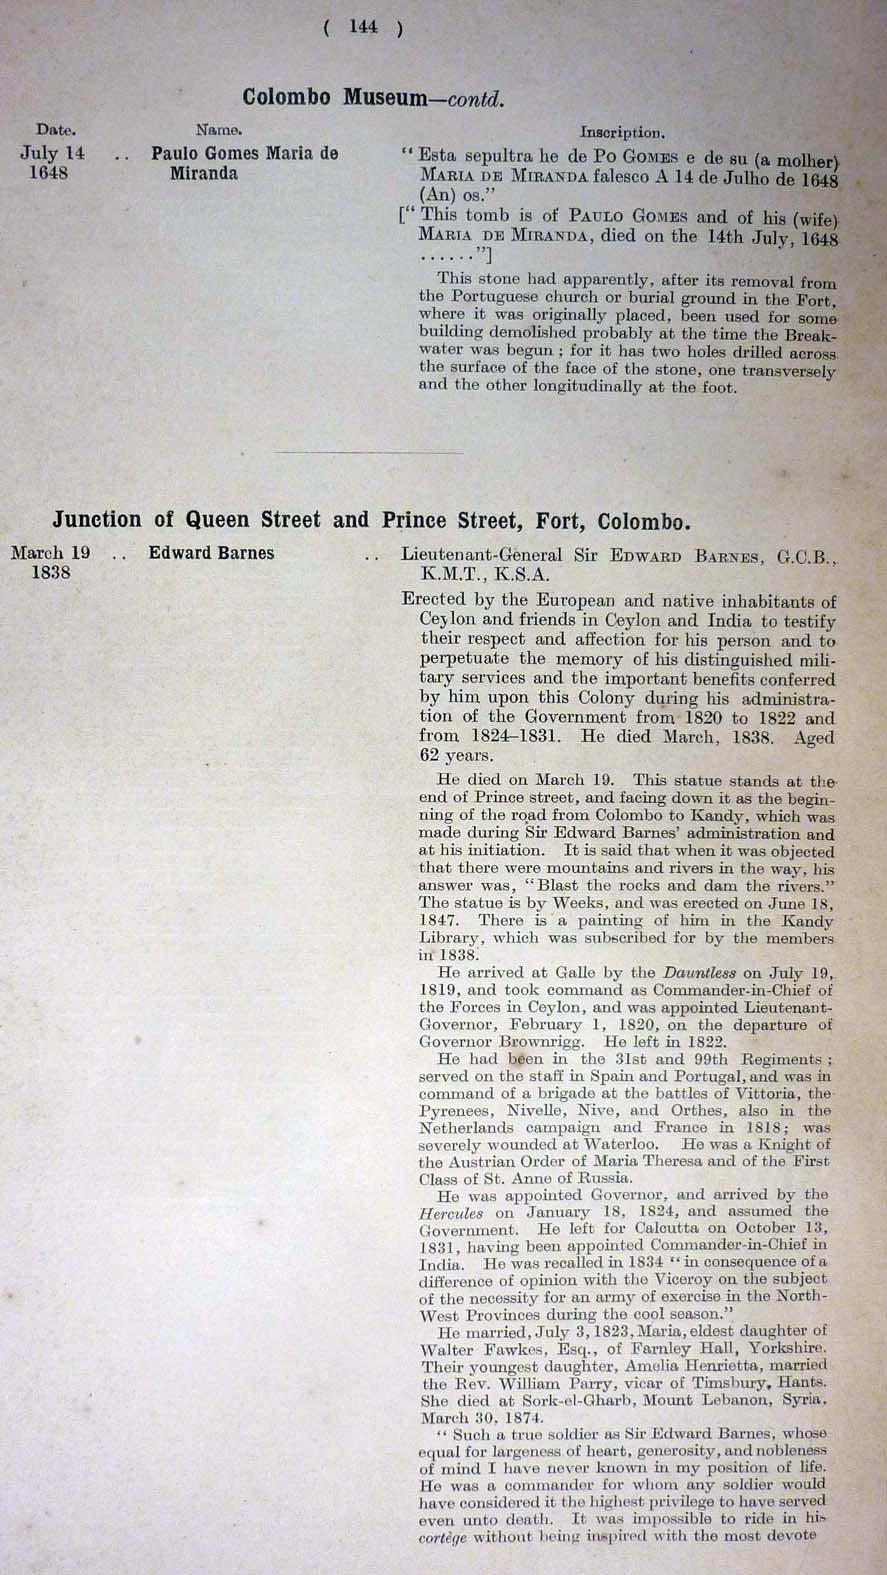 ( 144 )
Colombo Museum—contd.
Date. Name. Inscription.
July 14 .. Paulo Gomes Maria de
1648 Miranda
“ Esta sepultra he de Po GOMES e de su (a molher)
MARIA DE MIRANDA falesco A 14 de Julho de 1648
(An) os.”
[“ This tomb is of PAULO GOMES and of his (wife)
MARIA DE MIRANDA, died on the 14th July, 1648
......”]
This stone had apparently, after its removal from
the Portuguese church or burial ground in the Fort,
where it was originally placed, been used for some
building demolished probably at the time the Break-
water was begun ; for it has two holes drilled across
the surface of the face of the stone, one transversely
and the other longitudinally at the foot.
Junction of Queen Street and Prince Street, Fort, Colombo.
March 19 .. Edward Barnes ..
1838
Lieutenant-General Sir EDWARD BARNES, G.C.B.,
K.M.T., K.S.A.
Erected by the European and native inhabitants of
Ceylon and friends in Ceylon and India to testify
their respect and affection for his person and to
perpetuate the memory of his distinguished mili-
tary services and the important benefits conferred
by him upon this Colony during his administra-
tion of the Government from 1820 to 1822 and
from 1824–1831. He died March, 1838. Aged
62 years.
He died on March 19. This statue stands at the
end of Prince street, and facing down it as the begin-
ning of the road from Colombo to Kandy, which was
made during Sir Edward Barnes’ administration and
at his initiation. It is said that when it was objected
that there were mountains and rivers in the way, his
answer was, “Blast the rocks and dam the rivers.”
The statue is by Weeks, and was erected on June 18,
1847. There is a painting of him in the Kandy
Library, which was subscribed for by the members
in 1838.
He arrived at Galle by the Dauntless on July 19,
1819, and took command as Commander-in-Chief of
the Forces in Ceylon, and was appointed Lieutenant-
Governor, February 1, 1820, on the departure of
Governor Brownrigg. He left in 1822.
He had been in the 31st and 99th Regiments ;
served on the staff in Spain and Portugal, and was in
command of a brigade at the battles of Vittoria, the
Pyrenees, Nivelle, Nive, and Orthes, also in the
Netherlands campaign and France in 1818; was
severely wounded at Waterloo. He was a Knight of
the Austrian Order of Maria Theresa and of the First
Class of St. Anne of Russia.
He was appointed Governor, and arrived by the
Hercules on January 18, 1824, and assumed the
Government. He left for Calcutta on October 13,
1831, having been appointed Commander-in-Chief in
India. He was recalled in 1834 “in consequence of a
difference of opinion with the Viceroy on the subject
of the necessity for an army of exercise in the North-
West Provinces during the cool season.”
He married, July 3, 1823, Maria, eldest daughter of
Walter Fawkes, Esq., of Farnley Hall, Yorkshire.
Their youngest daughter, Amelia Henrietta, married
the Rev. William Parry, vicar of Timsbury, Hants.
She died at Sork-el-Gharb, Mount Lebanon, Syria,
March 30, 1874.
“ Such a true soldier as Sir Edward Barnes, whose
equal for largeness of heart, generosity, and nobleness
of mind I have never known in my position of life.
He was a commander for whom any soldier would
have considered it the highest privilege to have served
even unto death. It was impossible to ride in his
cortège without being inspired with the most devote